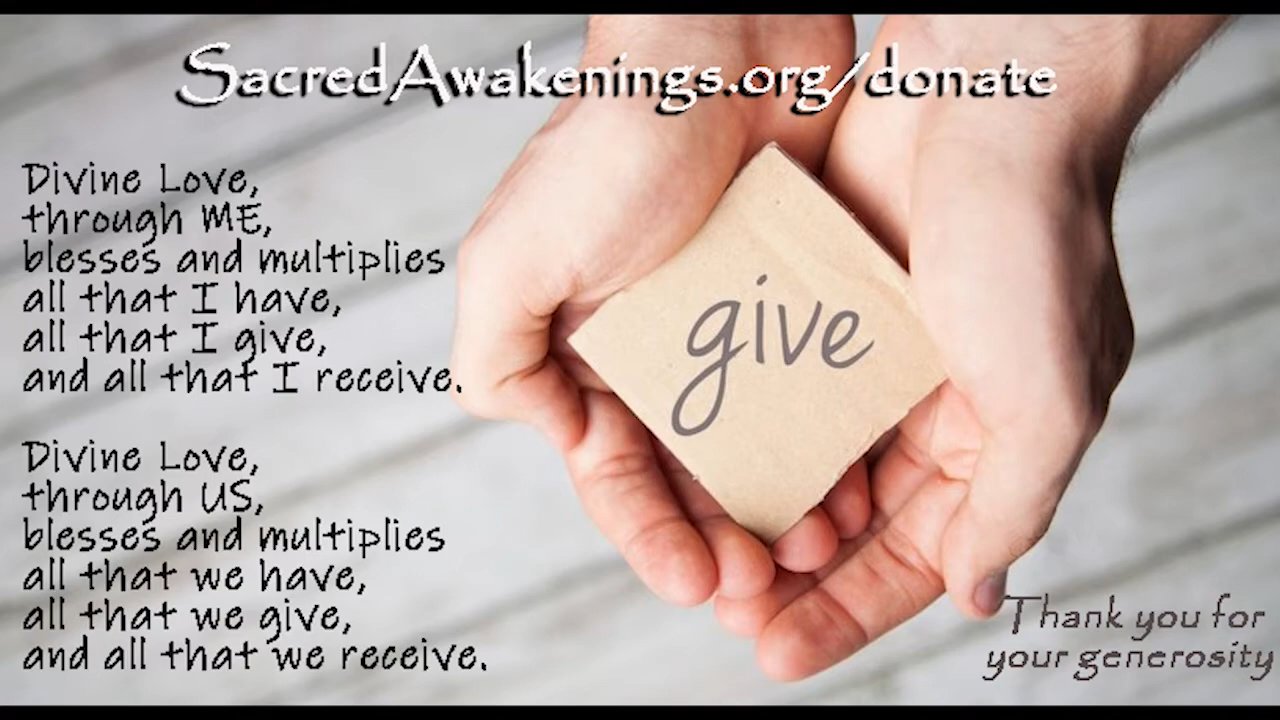 SacredAwakenings.org/donate
Divine Love,
through ME,
blesses and multiplies
all that I have,
all that I give,
and all that I receive.
Divine Love,
through US,
blesses and multiplies
all that we have,
all that we give,
and all that we receive.
give
Thank you for
your generosity